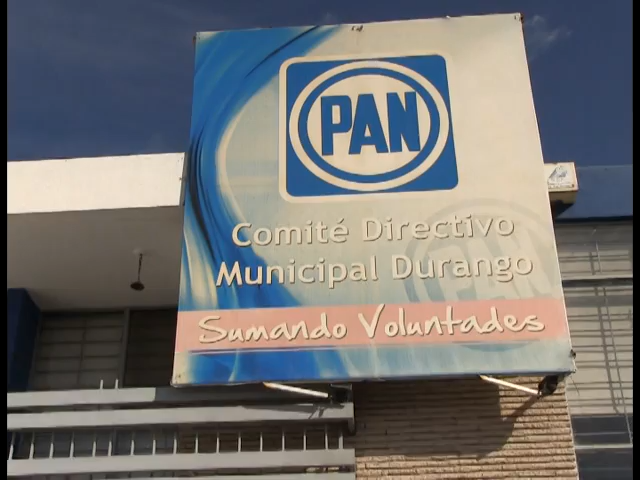 PAN
Comité Directivo
Municipal Durango
Sumando Voluntades